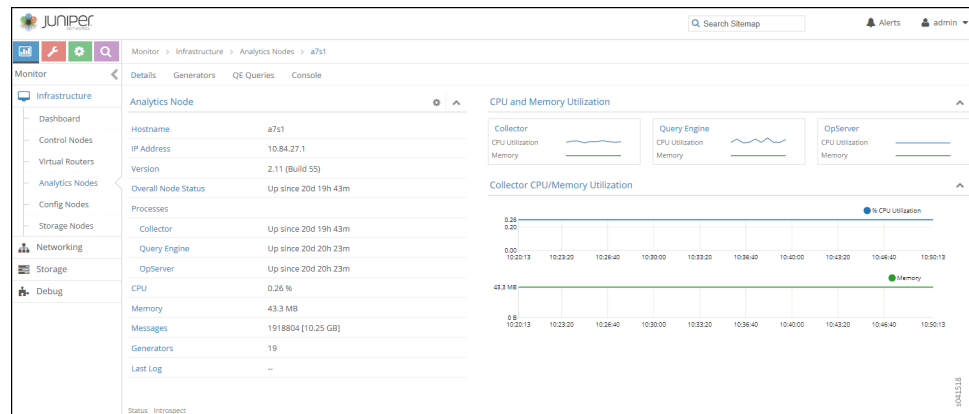 JUNIPER
NETWORKS
Search Sitemap
Alerts
admin
Monitor
Monitor > Infrastructure > Analytics Nodes > a7s1
Infrastructure
Dashboard
Control Nodes
Virtual Routers
Analytics Nodes
Config Nodes
Storage Nodes
Networking
Storage
Debug
Details Generators QE Queries Console
Analytics Node
Hostname a7s1
IP Address 10.84.27.1
Version 2.11 (Build 55)
Overall Node Status Up since 20d 19h 43m
Processes
Collector Up since 20d 19h 43m
Query Engine Up since 20d 20h 23m
OpServer Up since 20d 20h 23m
CPU 0.26 %
Memory 43.3 MB
Messages 1918804 [10.25 GB]
Generators 19
Last Log --
Status Introspect
CPU and Memory Utilization
Collector
CPU Utilization
Memory
Query Engine
CPU Utilization
Memory
OpServer
CPU Utilization
Memory
Collector CPU/Memory Utilization
% CPU Utilization
0.26
0.20
0.00
10:20:13 10:23:20 10:26:40 10:30:00 10:33:20 10:36:40 10:40:00 10:43:20 10:46:40 10:50:13
Memory
43.3 MB
0 B
10:20:13 10:23:20 10:26:40 10:30:00 10:33:20 10:36:40 10:40:00 10:43:20 10:46:40 10:50:13
s041518